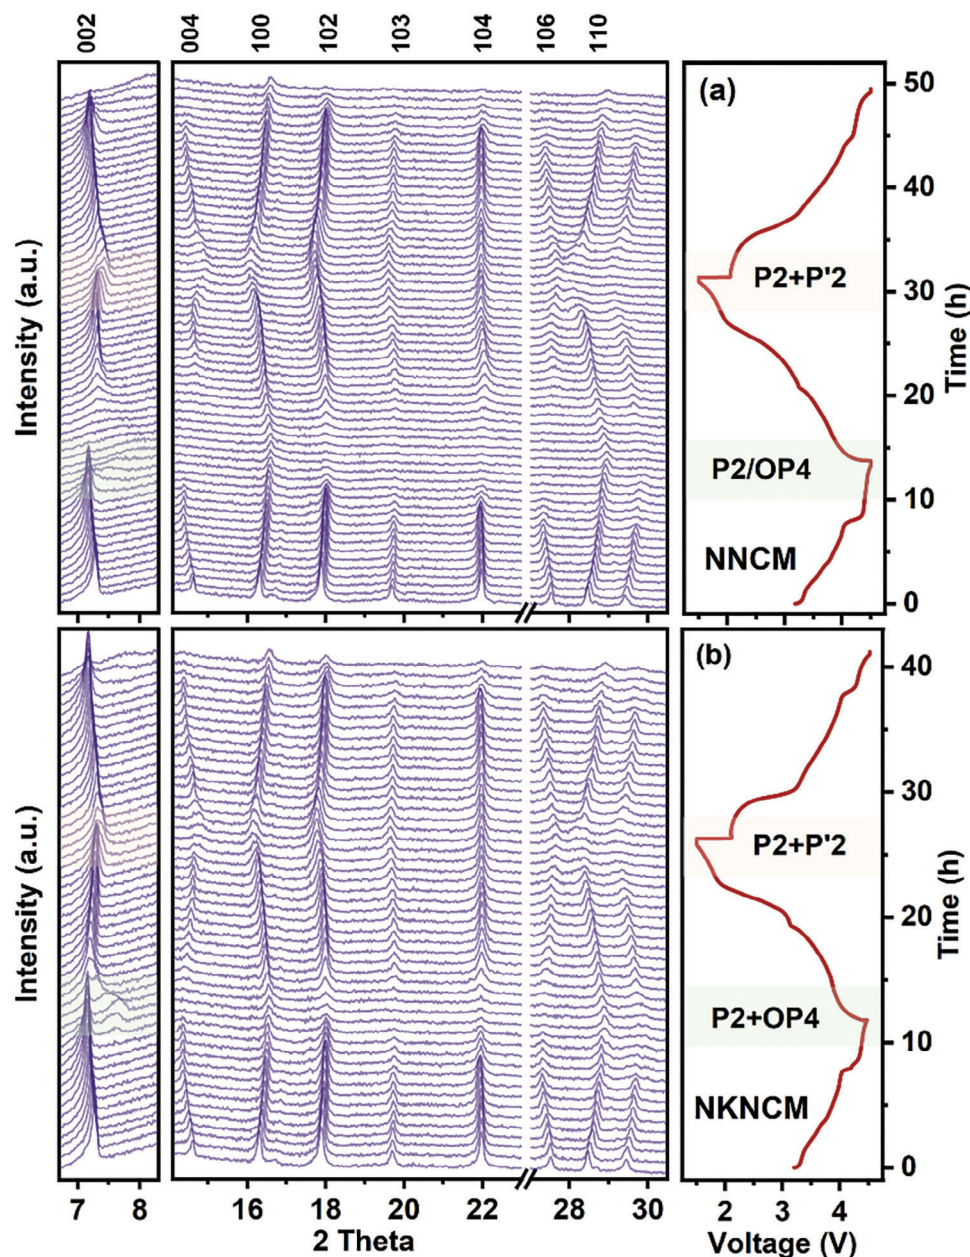 002
004
100
102
103
104
106
110
Intensity (a.u.)
(a)
P2+P'2
P2/OP4
NNCM
50
40
30
20
10
0
Time (h)
Intensity (a.u.)
(b)
P2+P'2
P2+OP4
NKNCM
40
30
20
10
0
Time (h)
7 8 16 18 20 22 28 30 2 3 4
2 Theta
Voltage (V)